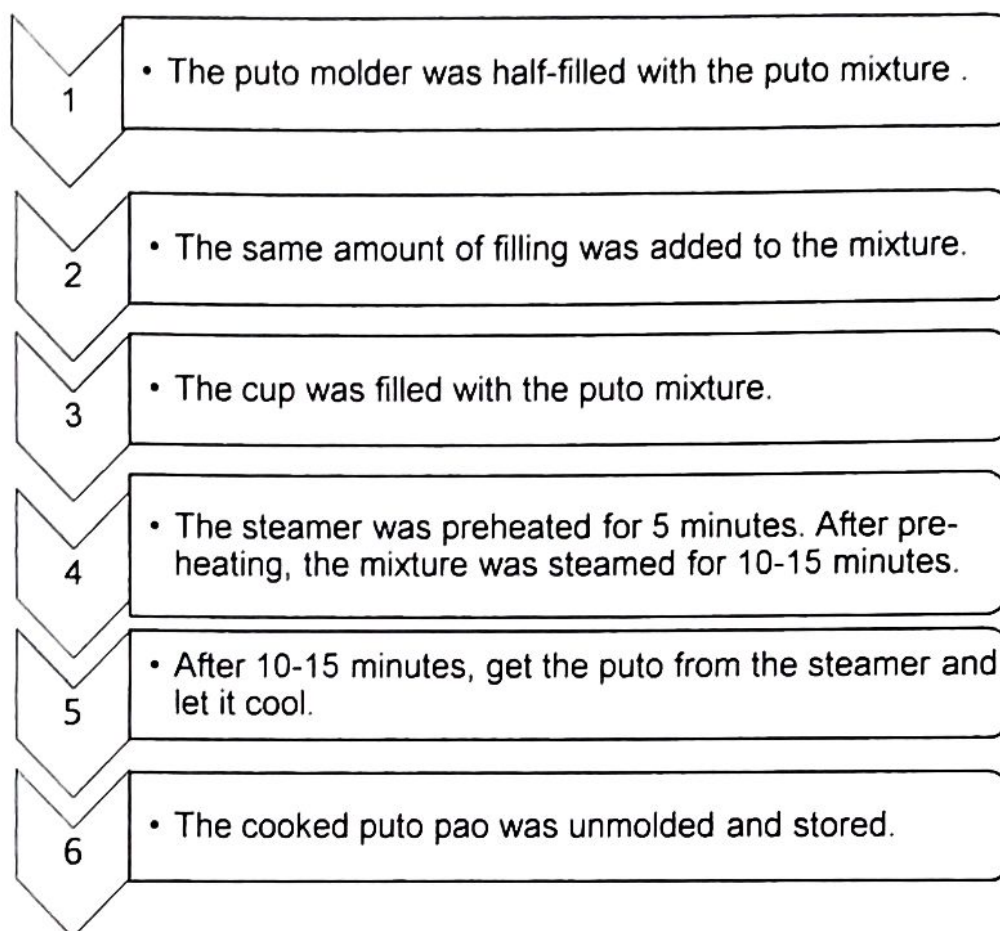 1
• The puto molder was half-filled with the puto mixture .
2
• The same amount of filling was added to the mixture.
3
• The cup was filled with the puto mixture.
4
• The steamer was preheated for 5 minutes. After pre-
heating, the mixture was steamed for 10-15 minutes.
5
• After 10-15 minutes, get the puto from the steamer and
let it cool.
6
• The cooked puto pao was unmolded and stored.